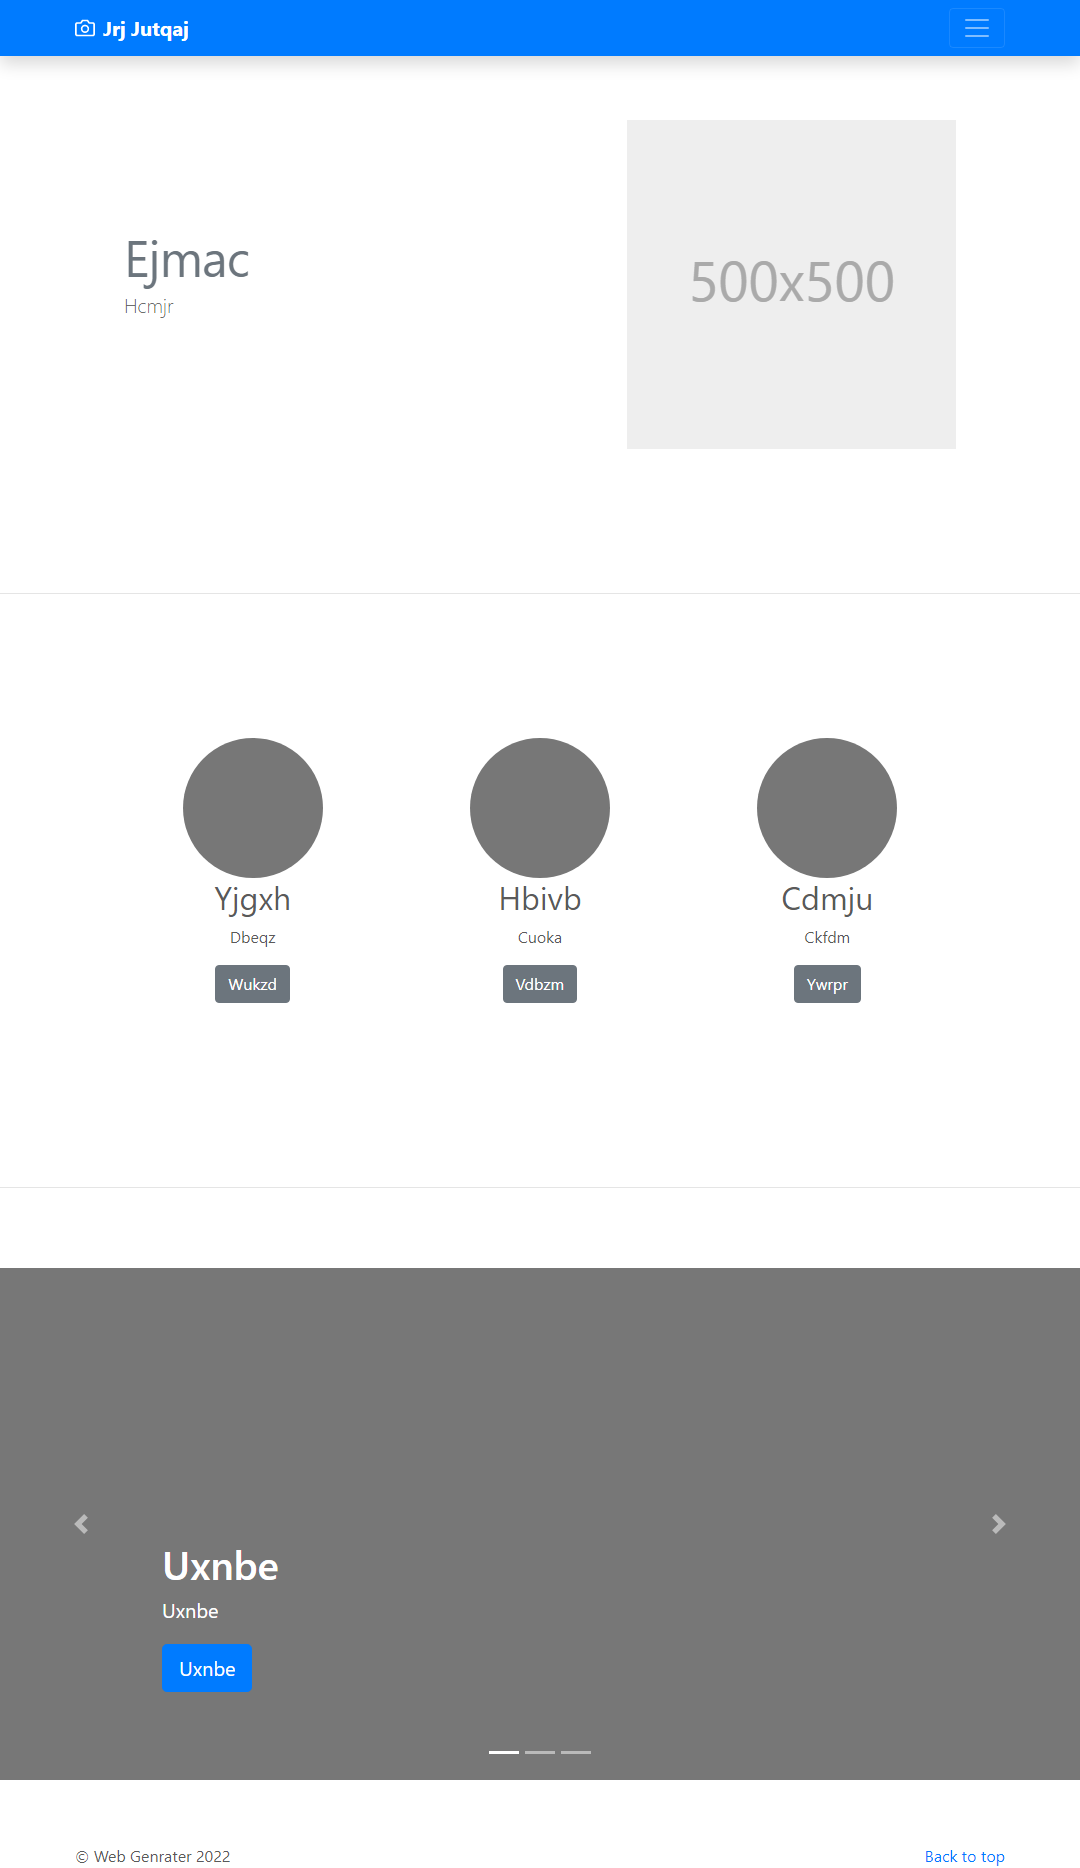 Jrj Jutqaj
Ejmac
Hcmjr
500x500
Yjgxh
Hbivb
Cdmju
Dbeqz
Cuoka
Ckfdm
Wukzd
Vdbzm
Ywrpr
Uxnbe
Uxnbe
Uxnbe
© Web Genrater 2022
Back to top